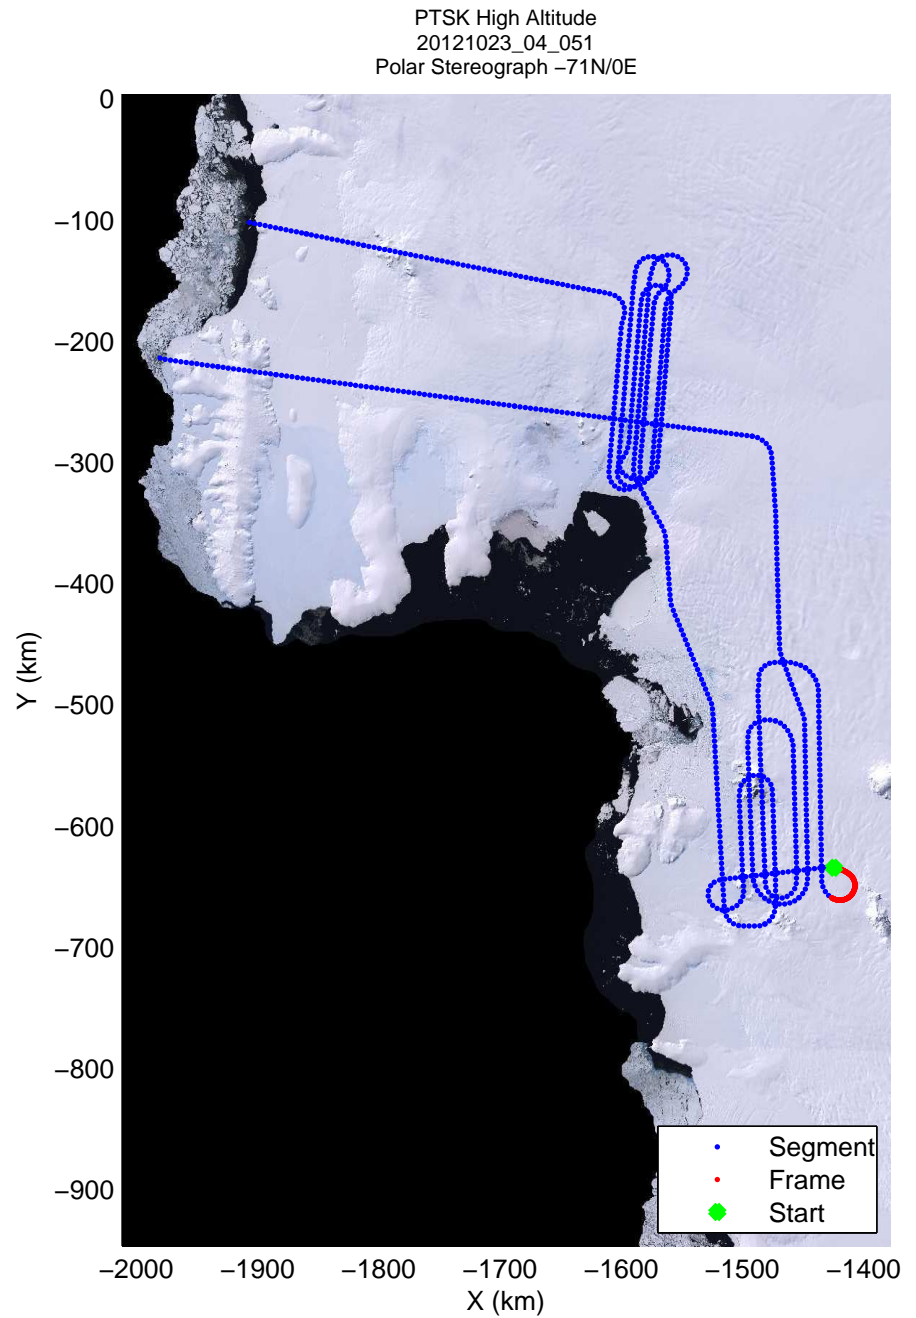 PTSK High Altitude
20121023_04_051
Polar Stereograph −71N/0E
0
−100
−200
−300
−400
−500
−600
−700
−800
−900
Y (km)
Segment
Frame
Start
−2000 −1900 −1800 −1700 −1600 −1500 −1400
X (km)